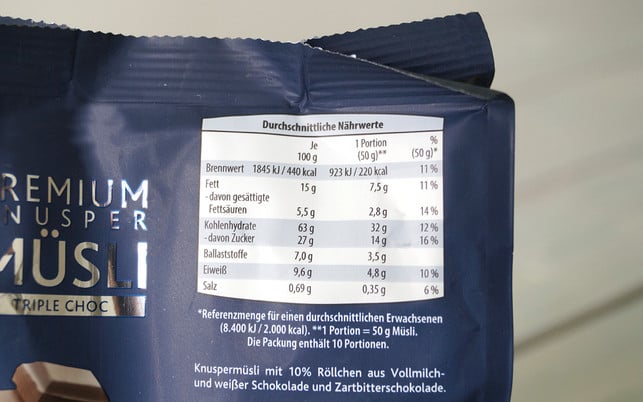 REMIUM
NUSPER
MÜSLI
TRIPLE CHOC
Durchschnittliche Nährwerte
Je 100 g 1 Portion (50 g)** % (50 g)*
Brennwert 1845 kJ / 440 kcal 923 kJ / 220 kcal 11 %
Fett 15 g 7,5 g 11 %
-davon gesättigte
Fettsäuren 5,5 g 2,8 g 14 %
Kohlenhydrate 63 g 32 g 12 %
-davon Zucker 27 g 14 g 16 %
Ballaststoffe 7,0 g 3,5 g
Eiweiß 9,6 g 4,8 g 10 %
Salz 0,69 g 0,35 g 6 %
*Referenzmenge für einen durchschnittlichen Erwachsenen
(8.400 kJ / 2.000 kcal). **1 Portion = 50 g Müsli.
Die Packung enthält 10 Portionen.
Knuspermüsli mit 10% Röllchen aus Vollmilch-
und weißer Schokolade und Zartbitterschokolade.